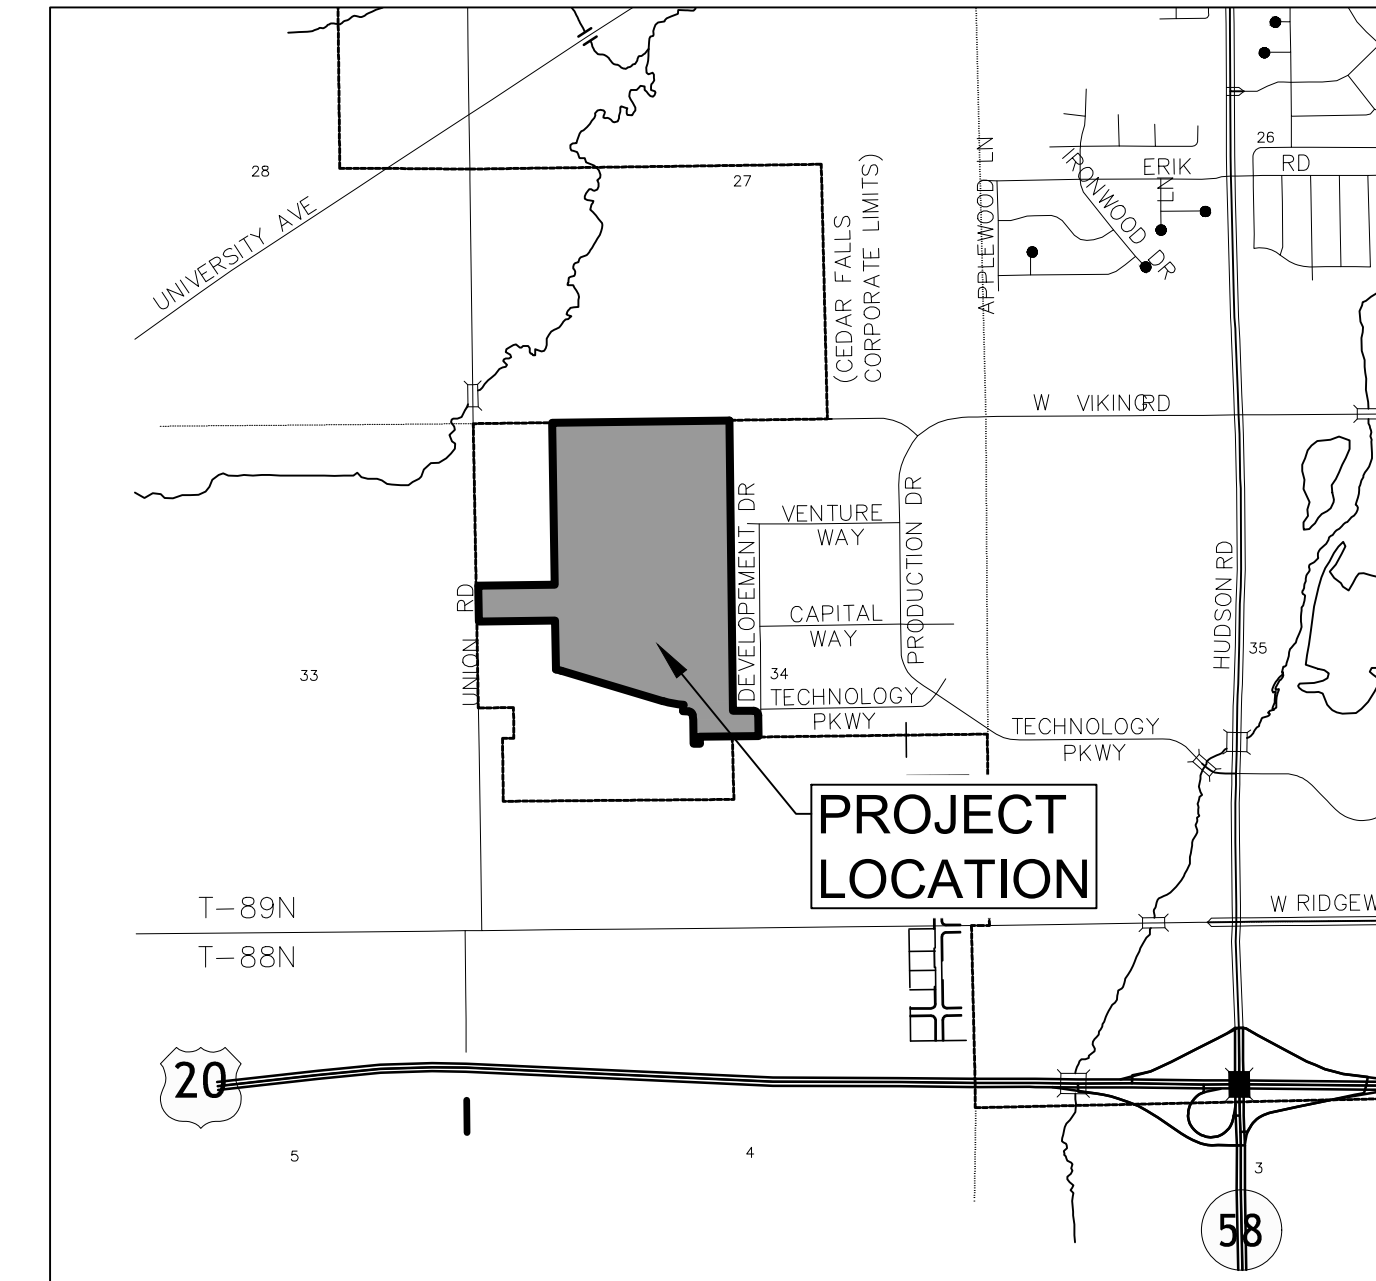 28
27
26
UNIVERSITY AVE
(CEDAR FALLS
CORPORATE LIMITS)
APPLEWOOD LN
IRONWOOD DR
ERIK
RD
LN
W VIKING RD
UNION RD
DEVELOPEMENT DR
VENTURE
WAY
PRODUCTION DR
CAPITAL
WAY
HUDSON RD
33
34
35
TECHNOLOGY
PKWY
TECHNOLOGY
PKWY
PROJECT
LOCATION
T-89N
T-88N
W RIDGEW
20
5
4
3
58